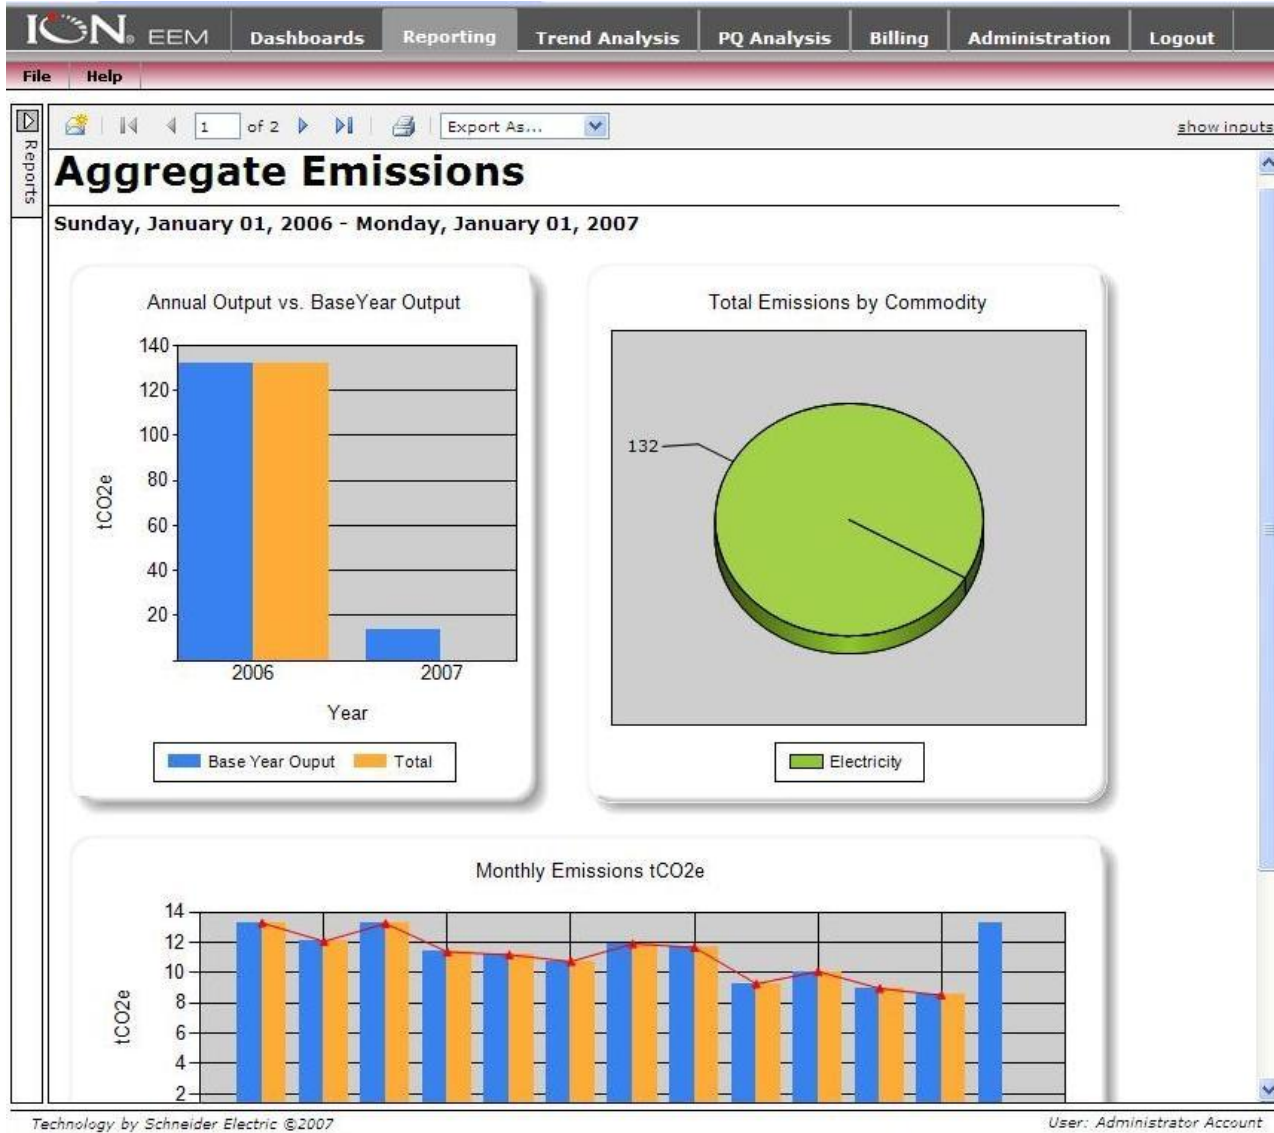 ION® EEM Dashboards Reporting Trend Analysis PQ Analysis Billing Administration Logout
File Help
Reports
1 of 2 Export As... show inputs
Aggregate Emissions
Sunday, January 01, 2006 - Monday, January 01, 2007
Annual Output vs. BaseYear Output
140
120
100
80
60
40
20
tCO2e
2006 2007
Year
Base Year Ouput Total
Total Emissions by Commodity
132
Electricity
Monthly Emissions tCO2e
14
12
10
8
6
4
2
tCO2e
Technology by Schneider Electric ©2007 User: Administrator Account